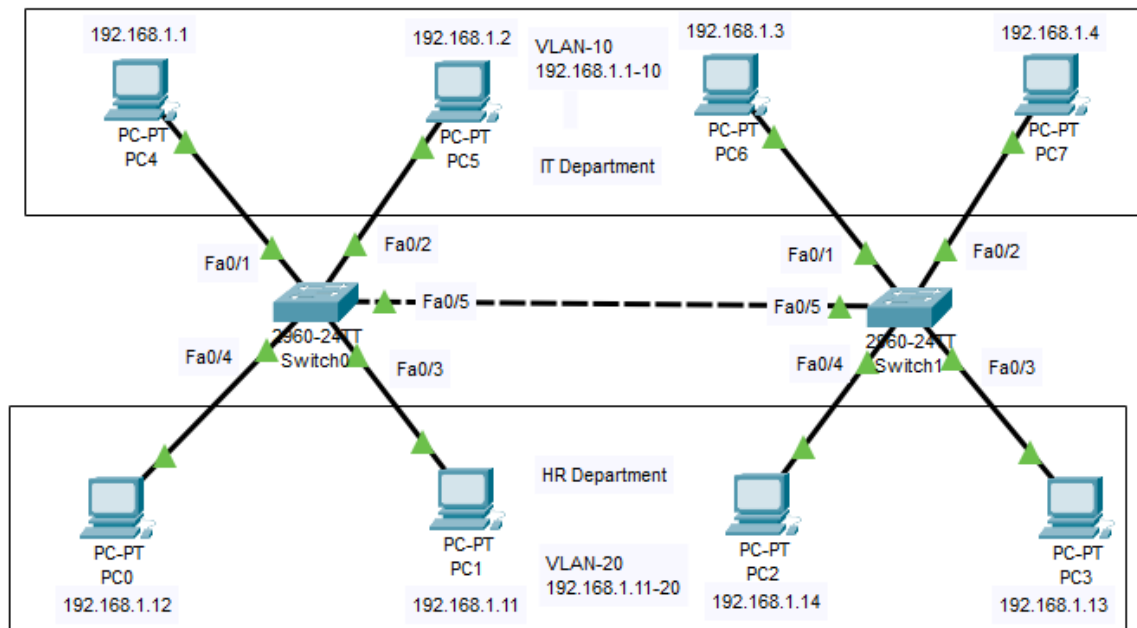 192.168.1.1
192.168.1.2
VLAN-10
192.168.1.1-10
192.168.1.3
192.168.1.4
PC-PT
PC4
PC-PT
PC5
IT Department
PC-PT
PC6
PC-PT
PC7
Fa0/1
Fa0/2
Fa0/1
Fa0/2
Fa0/5
Fa0/5
2960-24TT
Switch0
2960-24TT
Switch1
Fa0/4
Fa0/3
Fa0/4
Fa0/3
HR Department
PC-PT
PC0
192.168.1.12
PC-PT
PC1
192.168.1.11
VLAN-20
192.168.1.11-20
PC-PT
PC2
192.168.1.14
PC-PT
PC3
192.168.1.13